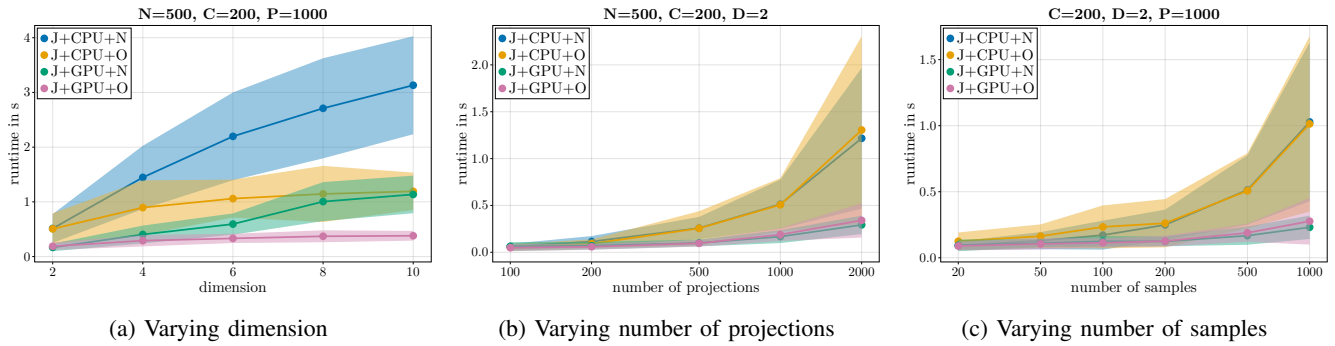 N=500, C=200, P=1000
J+CPU+N
J+CPU+O
J+GPU+N
J+GPU+O
runtime in s
4
3
2
1
0
2
4
6
8
10
dimension
(a) Varying dimension
N=500, C=200, D=2
J+CPU+N
J+CPU+O
J+GPU+N
J+GPU+O
runtime in s
2.0
1.5
1.0
0.5
0.0
100
200
500
1000
2000
number of projections
(b) Varying number of projections
C=200, D=2, P=1000
J+CPU+N
J+CPU+O
J+GPU+N
J+GPU+O
runtime in s
1.5
1.0
0.5
0.0
20
50
100
200
500
1000
number of samples
(c) Varying number of samples